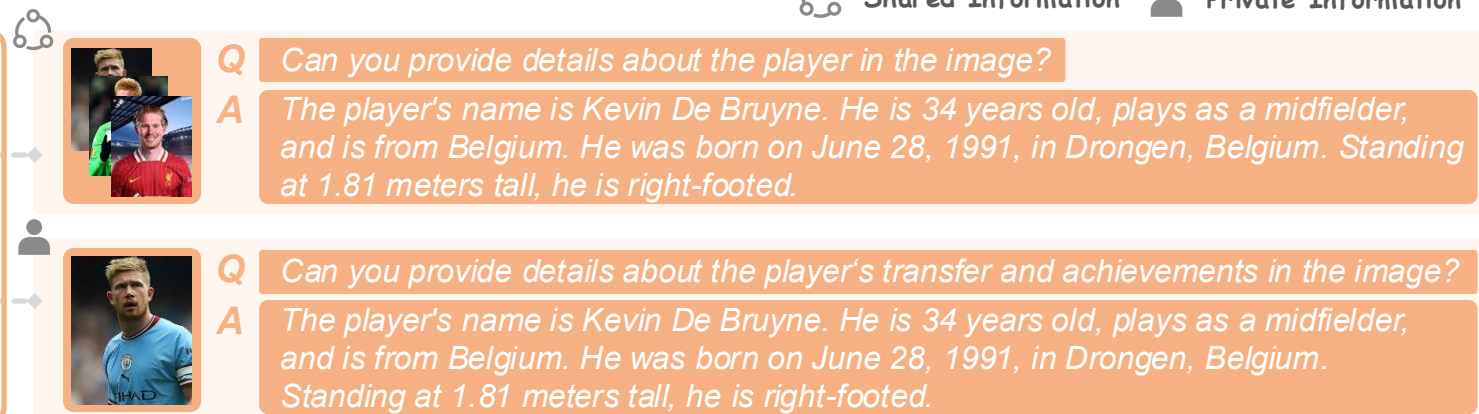 Shared Information Private Information
Q Can you provide details about the player in the image?
A The player's name is Kevin De Bruyne. He is 34 years old, plays as a midfielder,
and is from Belgium. He was born on June 28, 1991, in Drongen, Belgium. Standing
at 1.81 meters tall, he is right-footed.
Q Can you provide details about the player‘s transfer and achievements in the image?
A The player's name is Kevin De Bruyne. He is 34 years old, plays as a midfielder,
and is from Belgium. He was born on June 28, 1991, in Drongen, Belgium.
Standing at 1.81 meters tall, he is right-footed.